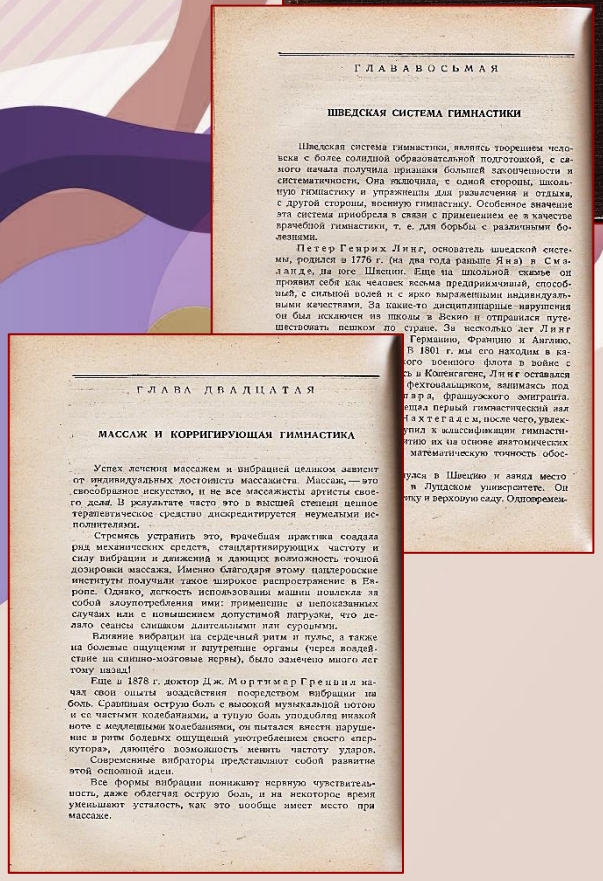 ГЛАВА ВОСЬМАЯ
ШВЕДСКАЯ СИСТЕМА ГИМНАСТИКИ
Шведская система гимнастики, являясь творением чело-
века с более солидной образовательной подготовкой, с са-
мого начала получила признаки большей законченности и
систематичности. Она включила, с одной стороны, школь-
ную гимнастику и упражнения для развлечения и отдыха,
с другой стороны, военную гимнастику. Особенное значение
эта система приобрела в связи с применением ее в качестве
врачебной гимнастики, т. е. для борьбы с различными бо-
лезнями.
Петер Генрих Линг, основатель шведской систе-
мы, родился в 1776 г. (на два года раньше Яна) в Сма-
ланде, на юге Швеции. Еще на школьной скамье он
проявил себя как человек весьма предприимчивый, способ-
ный, с сильной волей и с ярко выраженными индивидуаль-
ными качествами. За какие-то дисциплинарные нарушения
он был исключен из школы в Векио и отправился путе-
шествовать пешком по стране. За несколько лет Линг
Германию, Францию и Англию.
В 1801 г. мы его находим в ка-
кого военного флота в войне с
сь в Копенгагене, Линг оставался
фехтовальщиком, занимаясь под
пара, французского эмигранта.
ещал первый гимнастический зал
Нахтегалем, после чего, увлек-
упил к классификации гимнасти-
итию их на основе анатомических
математическую точность обос-
нулся в Швецию и занял место
в Лундском университете. Он
ику и верховую езду. Одновремен-
ГЛАВА ДВАДЦАТАЯ
МАССАЖ И КОРРИГИРУЮЩАЯ ГИМНАСТИКА
Успех лечения массажем и вибрацией целиком зависит
от индивидуальных достоинств массажиста. Массаж, — это
своеобразное искусство, и не все массажисты артисты свое-
го дела. В результате часто это в высшей степени ценное
терапевтическое средство дискредитируется неумелыми ис-
полнителями.
Стремясь устранить это, врачебная практика создала
ряд механических средств, стандартизирующих частоту и
силу вибрации и движений и дающих возможность точной
дозировки массажа. Именно благодаря этому цандеровские
институты получили такое широкое распространение в Ев-
ропе. Однако, легкость использования машин повлекла за
собой злоупотребления ими: применение в непоказанных
случаях или с повышением допустимой нагрузки, что де-
лало сеансы слишком длительными или суровыми.
Влияние вибрации на сердечный ритм и пульс, а также
на болевые ощущения и внутренние органы (через воздей-
ствие на спинно-мозговые нервы), было замечено много лет
тому назад!
Еще в 1878 г. доктор Дж. Мортимер Гренвил на-
чал свои опыты воздействия посредством вибрации на
боль. Сравнивая острую боль с высокой музыкальной нотою
и ее частыми колебаниями, а тупую боль уподобляя низкой
ноте с медленными колебаниями, он пытался внести наруше-
ние в ритм болевых ощущений употреблением своего «пер-
кутора», дающего возможность менять частоту ударов.
Современные вибраторы представляют собой развитие
этой основной идеи.
Все формы вибрации понижают нервную чувствитель-
ность, даже облегчая острую боль, и на некоторое время
уменьшают усталость, как это вообще имеет место при
массаже.